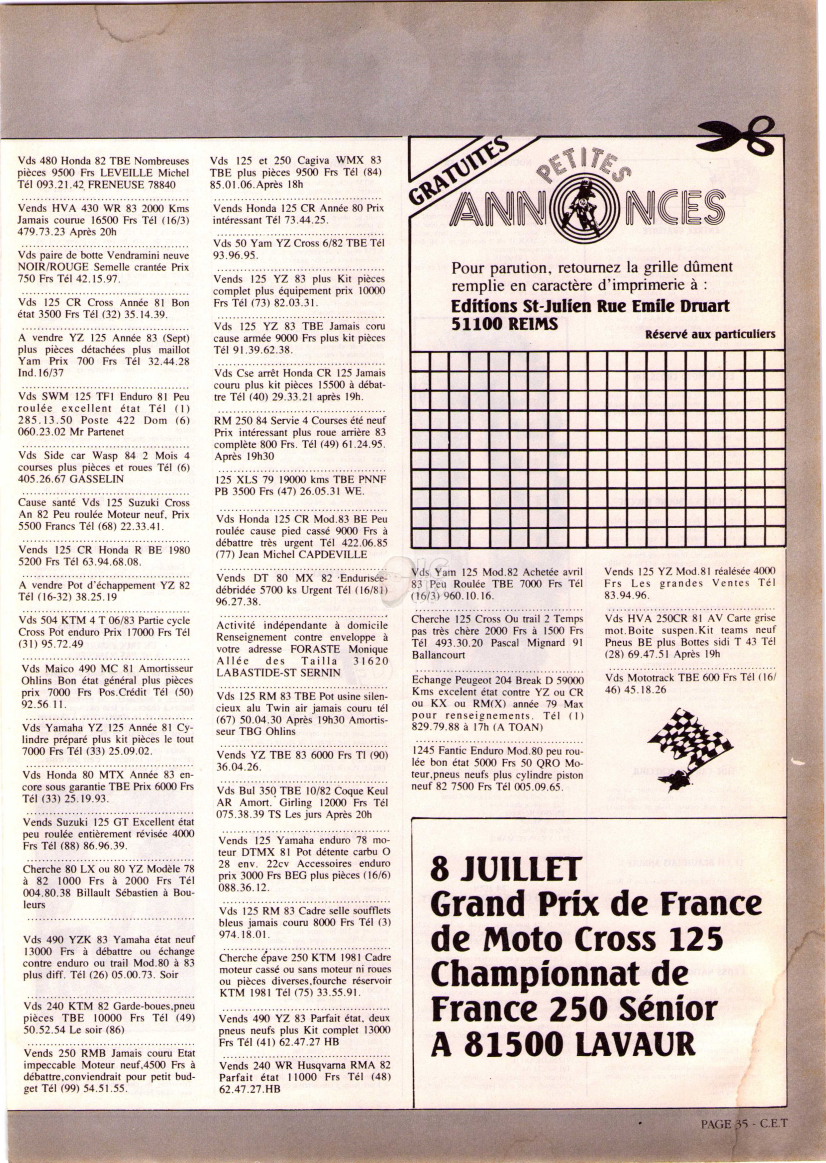 Vds 480 Honda 82 TBE Nombreuses
pièces 9500 Frs LEVEILLE Michel
Tél 093.21.42 FRENEUSE 78840
Vends HVA 430 WR 83 2000 Kms
Jamais courue 16500 Frs Tél (16/3)
479.73.23 Après 20h
Vds paire de botte Vendramini neuve
NOIR/ROUGE Semelle crantée Prix
750 Frs Tél 42.15.97.
Vds 125 CR Cross Année 81 Bon
état 3500 Frs Tél (32) 35.14.39.
A vendre YZ 125 Année 83 (Sept)
plus pièces détachées plus maillot
Yam Prix 700 Frs Tél 32.44.28
Ind.16/37
Vds SWM 125 TF1 Enduro 81 Peu
roulée excellent état Tél (1)
285.13.50 Poste 422 Dom (6)
060.23.02 Mr Partenet
Vds Side car Wasp 84 2 Mois 4
courses plus pièces et roues Tél (6)
405.26.67 GASSELIN
Cause santé Vds 125 Suzuki Cross
An 82 Peu roulée Moteur neuf, Prix
5500 Francs Tél (68) 22.33.41.
Vends 125 CR Honda R BE 1980
5200 Frs Tél 63.94.68.08.
A vendre Pot d'échappement YZ 82
Tél (16-32) 38.25.19
Vds 504 KTM 4 T 06/83 Partie cycle
Cross Pot enduro Prix 17000 Frs Tél
(31) 95.72.49
Vds Maico 490 MC 81 Amortisseur
Ohlins Bon état général plus pièces
prix 7000 Frs Pos.Crédit Tél (50)
92.56 11.
Vds Yamaha YZ 125 Année 81 Cy-
lindre préparé plus kit pièces le tout
7000 Frs Tél (33) 25.09.02.
Vds Honda 80 MTX Année 83 en-
core sous garantie TBE Prix 6000 Frs
Tél (33) 25.19.93.
Vends Suzuki 125 GT Excellent état
peu roulée entièrement révisée 4000
Frs Tél (88) 86.96.39.
Cherche 80 LX ou 80 YZ Modèle 78
à 82 1000 Frs à 2000 Frs Tél
004.80.38 Billault Sébastien à Bou-
leurs
Vds 490 YZK 83 Yamaha état neuf
13000 Frs à débattre ou échange
contre enduro ou trail Mod.80 à 83
plus diff. Tél (26) 05.00.73. Soir
Vds 240 KTM 82 Garde-boues,pneu
pièces TBE 10000 Frs Tél (49)
50.52.54 Le soir (86)
Vends 250 RMB Jamais couru Etat
impeccable Moteur neuf,4500 Frs à
débattre,conviendrait pour petit bud-
get Tél (99) 54.51.55.
Vds 125 et 250 Cagiva WMX 83
TBE plus pièces 9500 Frs Tél (84)
85.01.06.Après 18h
Vends Honda 125 CR Année 80 Prix
intéressant Tél 73.44.25.
Vds 50 Yam YZ Cross 6/82 TBE Tél
93.96.95.
Vends 125 YZ 83 plus Kit pièces
complet plus équipement prix 10000
Frs Tél (73) 82.03.31.
Vds 125 YZ 83 TBE Jamais coru
cause armée 9000 Frs plus kit pièces
Tél 91.39.62.38.
Vds Cse arrêt Honda CR 125 Jamais
couru plus kit pièces 15500 à débat-
tre Tél (40) 29.33.21 après 19h.
RM 250 84 Servie 4 Courses été neuf
Prix intéressant plus roue arrière 83
complète 800 Frs. Tél (49) 61.24.95.
Après 19h30
125 XLS 79 19000 kms TBE PNNF
PB 3500 Frs (47) 26.05.31 WE.
Vds Honda 125 CR Mod.83 BE Peu
roulée cause pied cassé 9000 Frs à
débattre très urgent Tél 422.06.85
(77) Jean Michel CAPDEVILLE
Vends DT 80 MX 82 Endursée-
débridée 5700 ks Urgent Tél (16/81)
96.27.38.
Activité indépendante à domicile
Renseignement contre enveloppe à
votre adresse FORASTE Monique
Allée des Tailla 31620
LABASTIDE-ST SERNIN
Vds 125 RM 83 TBE Pot usine silen-
cieux alu Twin air jamais couru tél
(67) 50.04.30 Après 19h30 Amortis-
seur TBG Ohlins
Vends YZ TBE 83 6000 Frs Tl (90)
36.04.26.
Vds Bul 350 TBE 10/82 Coque Keul
AR Amort. Girling 12000 Frs Tél
075.38.39 TS Les jurs Après 20h
Vends 125 Yamaha enduro 78 mo-
teur DTMX 81 Pot détente carbu O
28 env. 22cv Accessoires enduro
prix 3000 Frs BEG plus pièces (16/6)
088.36.12.
Vds 125 RM 83 Cadre selle soufflets
bleus jamais couru 8000 Frs Tél (3)
974.18.01.
Cherche épave 250 KTM 1981 Cadre
moteur cassé ou sans moteur ni roues
ou pièces diverses,fourche réservoir
KTM 1981 Tél (75) 33.55.91.
Vends 490 YZ 83 Parfait état, deux
pneus neufs plus Kit complet 13000
Frs Tél (41) 62.47.27 HB
Vends 240 WR Husqvarna RMA 82
Parfait état 11000 Frs Tél (48)
62.47.27.HB
GRATUITES
PETITES
ANNONCES
Pour parution, retournez la grille dûment
remplie en caractère d'imprimerie à :
Editions St-Julien Rue Emile Druart
51100 REIMS
Réservé aux particuliers
Vds Yam 125 Mod.82 Achetée avril
83 Peu Roulée TBE 7000 Frs Tél
(16/3) 960.10.16.
Cherche 125 Cross Ou trail 2 Temps
pas très chère 2000 Frs à 1500 Frs
Tél 493.30.20 Pascal Mignard 91
Ballancourt
Echange Peugeot 204 Break D 59000
Kms excelent état contre YZ ou CR
ou KX ou RM(X) année 79 Max
pour renseignements. Tél (1)
829.79.88 à 17h (A TOAN)
1245 Fantic Enduro Mod.80 peu rou-
lée bon état 5000 Frs 50 QRO Mo-
teur,pneus neufs plus cylindre piston
neuf 82 7500 Frs Tél 005.09.65.
Vends 125 YZ Mod.81 réalésée 4000
Frs Les grandes Ventes Tél
83.94.96.
Vds HVA 250CR 81 AV Carte grise
mot.Boite suspen.Kit teams neuf
Pneus BE plus Bottes sidi T 43 Tél
(28) 69.47.51 Après 19h
Vds Mototrack TBE 600 Frs Tél (16/
46) 45.18.26
8 JUILLET
Grand Prix de France
de Moto Cross 125
Championnat de
France 250 Sénior
A 81500 LAVAUR
PAGE 35 - C.E.T